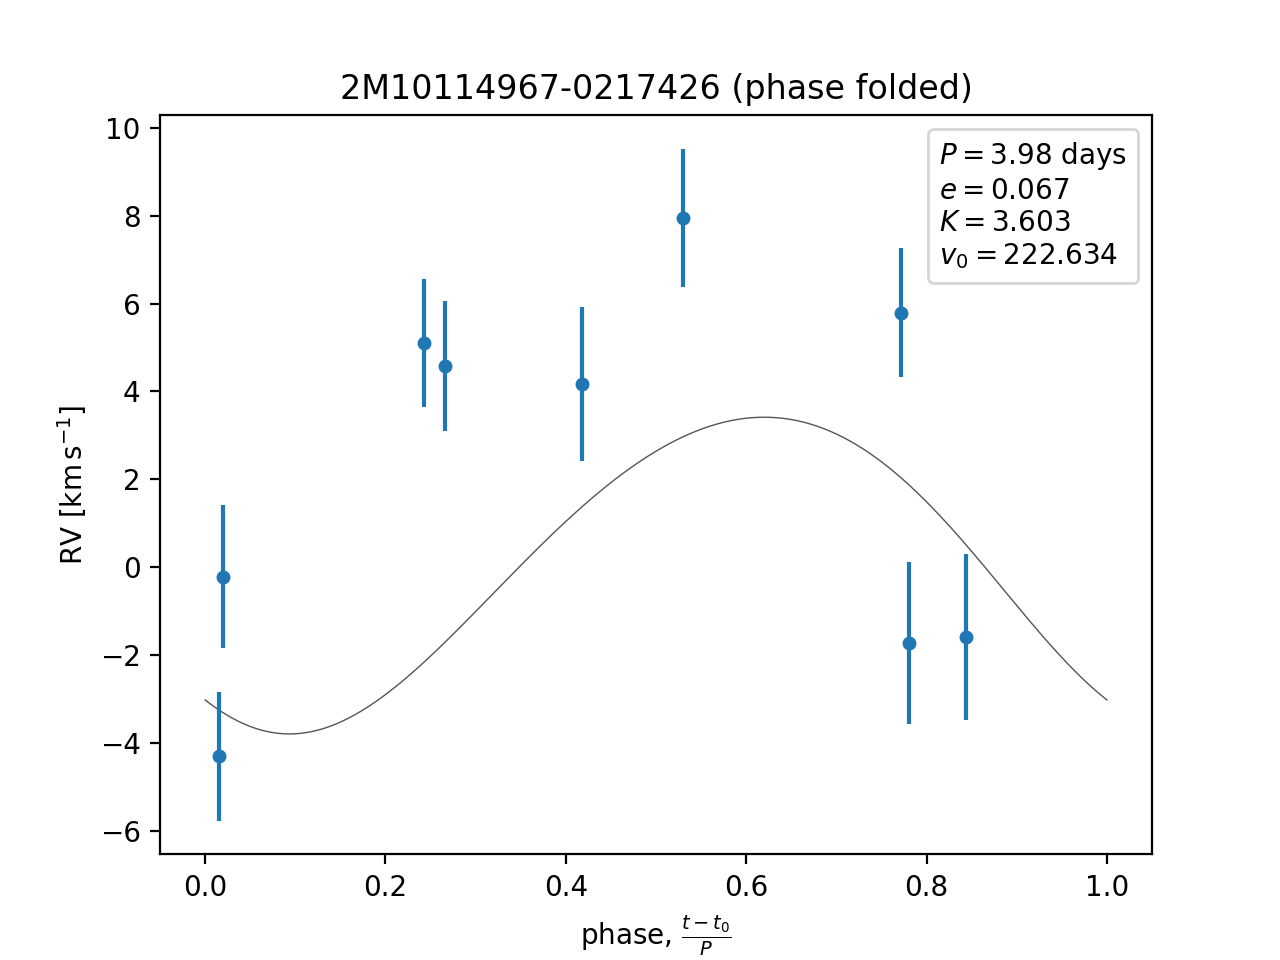 2M10114967-0217426 (phase folded)
P = 3.98 days
e = 0.067
K = 3.603
v₀ = 222.634
10
8
6
4
2
0
−2
−4
−6
RV [km s⁻¹]
0.0 0.2 0.4 0.6 0.8 1.0
phase, (t − t₀)/P